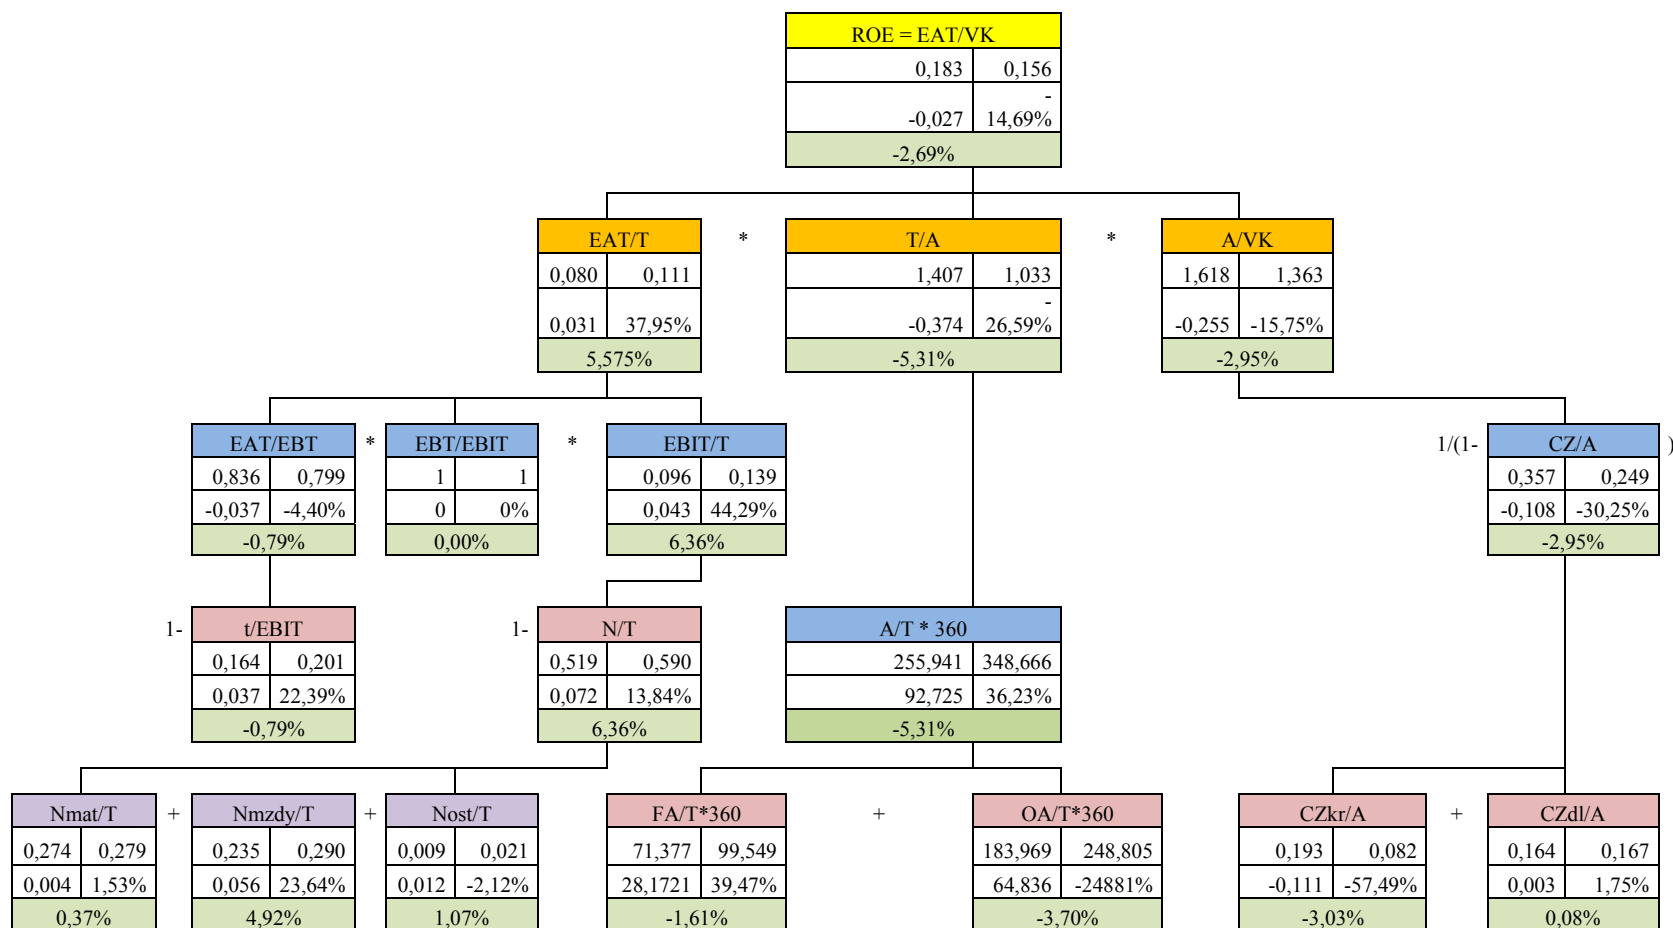 ROE = EAT/VK
0,183 0,156
-
-0,027 14,69%
-2,69%
EAT/T * T/A * A/VK
0,080 0,111 1,407 1,033 1,618 1,363
-
0,031 37,95% -0,374 26,59% -0,255 -15,75%
5,575% -5,31% -2,95%
EAT/EBT * EBT/EBIT * EBIT/T 1/(1- CZ/A )
0,836 0,799 1 1 0,096 0,139 0,357 0,249
-0,037 -4,40% 0 0% 0,043 44,29% -0,108 -30,25%
-0,79% 0,00% 6,36% -2,95%
1- t/EBIT 1- N/T A/T * 360
0,164 0,201 0,519 0,590 255,941 348,666
0,037 22,39% 0,072 13,84% 92,725 36,23%
-0,79% 6,36% -5,31%
Nmat/T + Nmzdy/T + Nost/T FA/T*360 + OA/T*360 CZkr/A + CZdl/A
0,274 0,279 0,235 0,290 0,009 0,021 71,377 99,549 183,969 248,805 0,193 0,082 0,164 0,167
0,004 1,53% 0,056 23,64% 0,012 -2,12% 28,1721 39,47% 64,836 -24881% -0,111 -57,49% 0,003 1,75%
0,37% 4,92% 1,07% -1,61% -3,70% -3,03% 0,08%